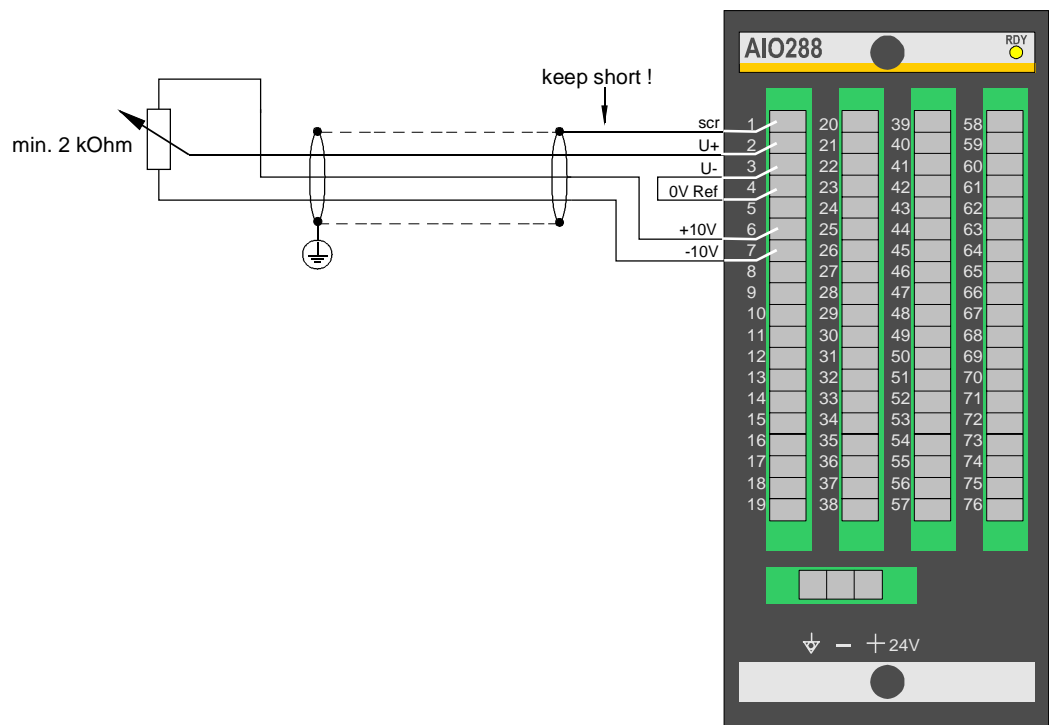 AIO288
RDY
keep short !
min. 2 kOhm
scr
U+
U-
0V Ref
+10V
-10V
1 20 39 58
2 21 40 59
3 22 41 60
4 23 42 61
5 24 43 62
6 25 44 63
7 26 45 64
8 27 46 65
9 28 47 66
10 29 48 67
11 30 49 68
12 31 50 69
13 32 51 70
14 33 52 71
15 34 53 72
16 35 54 73
17 36 55 74
18 37 56 75
19 38 57 76
– + 24V